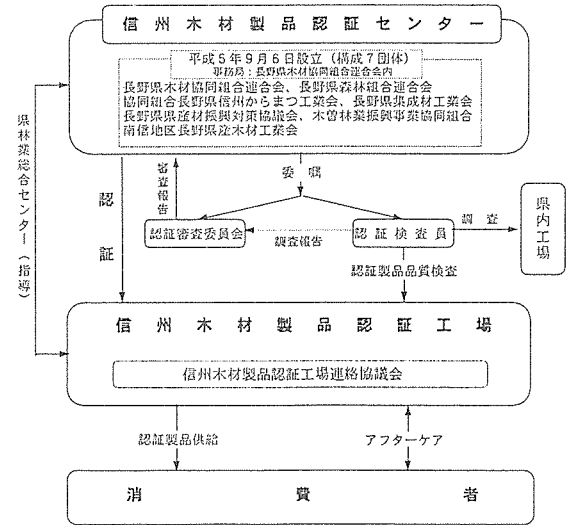 信州木材製品認証センター
平成5年9月6日設立（構成7団体）
事務局：長野県木材協同組合連合会内
長野県木材協同組合連合会、長野県森林組合連合会
協同組合長野県信州からまつ工業会、長野県集成材工業会
長野県県産材振興対策協議会、木曽林業振興事業協同組合
南信地区長野県産木材工業会
県林業総合センター（指導）
認証
審査報告
委嘱
認証審査委員会
調査報告
認証検査員
調査
県内工場
認証製品品質検査
信州木材製品認証工場
信州木材製品認証工場連絡協議会
認証製品供給
アフターケア
消費者